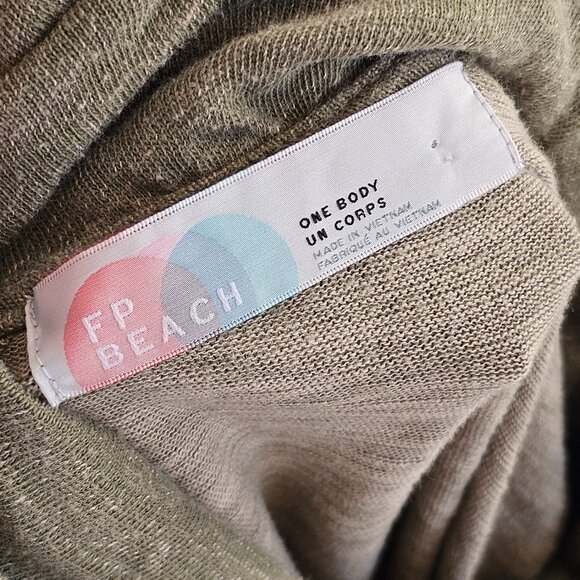 FP
BEACH
ONE BODY
UN CORPS
MADE IN VIETNAM
FABRIQUÉ AU VIETNAM